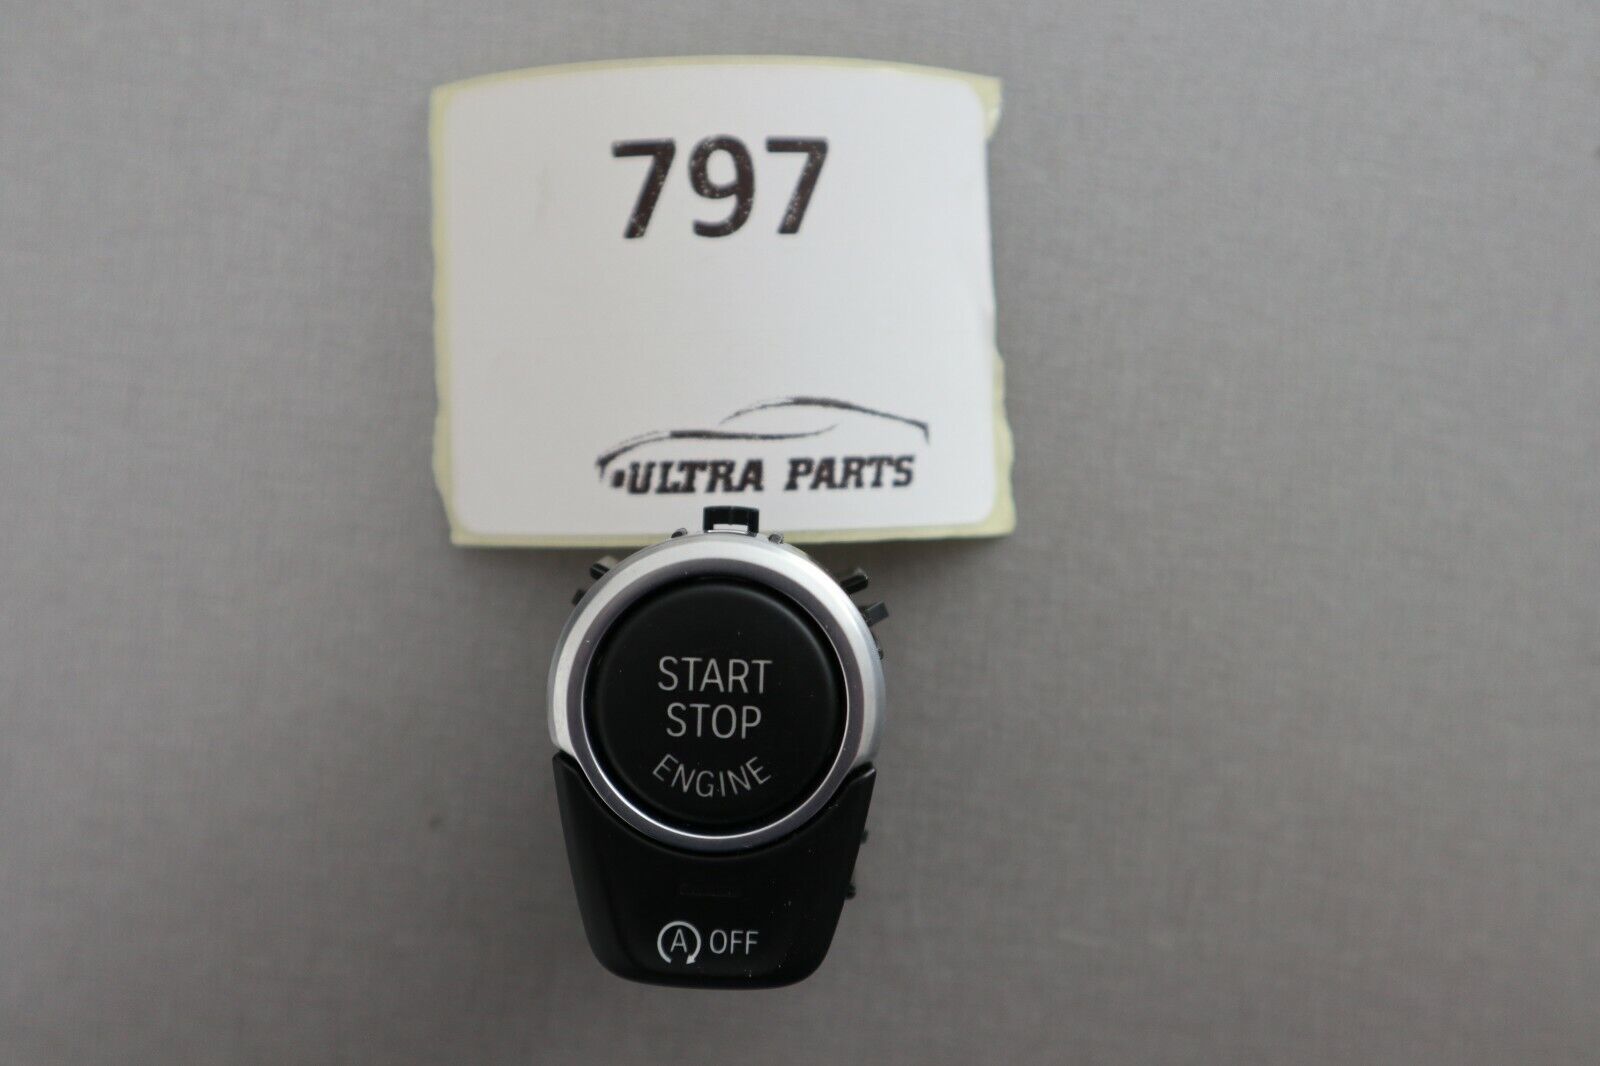 797
ULTRA PARTS
START
STOP
ENGINE
A OFF